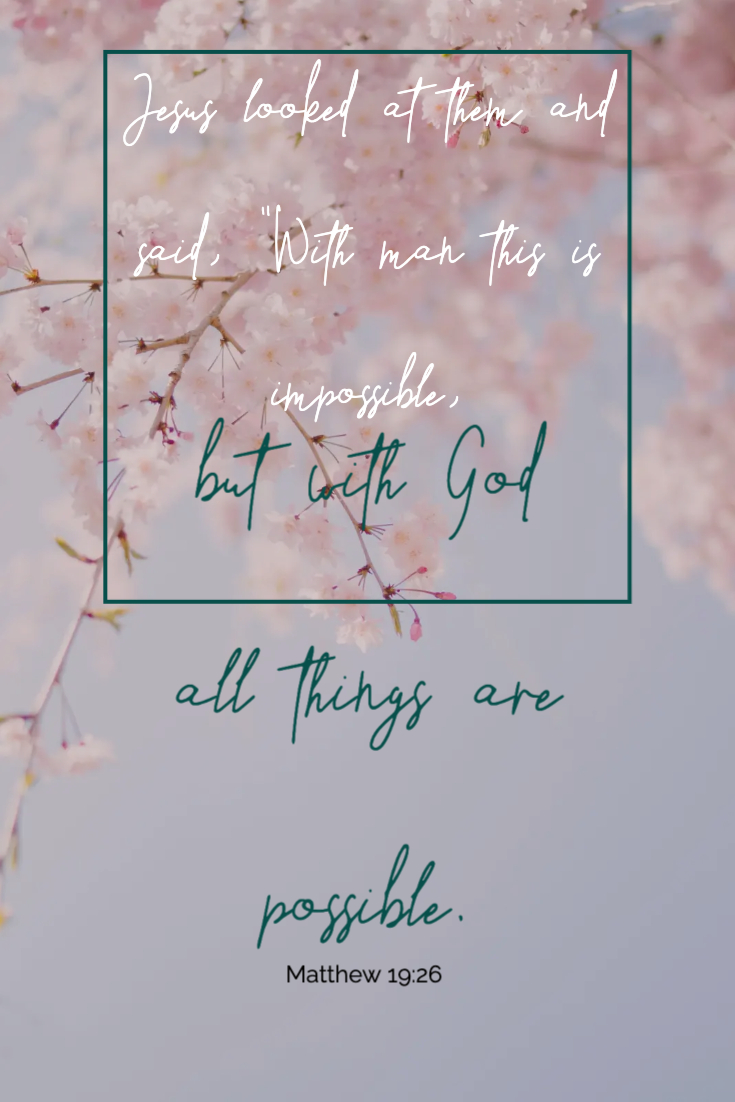 Jesus looked at them and
said, "With man this is
impossible,
but with God
all things are
possible.
Matthew 19:26